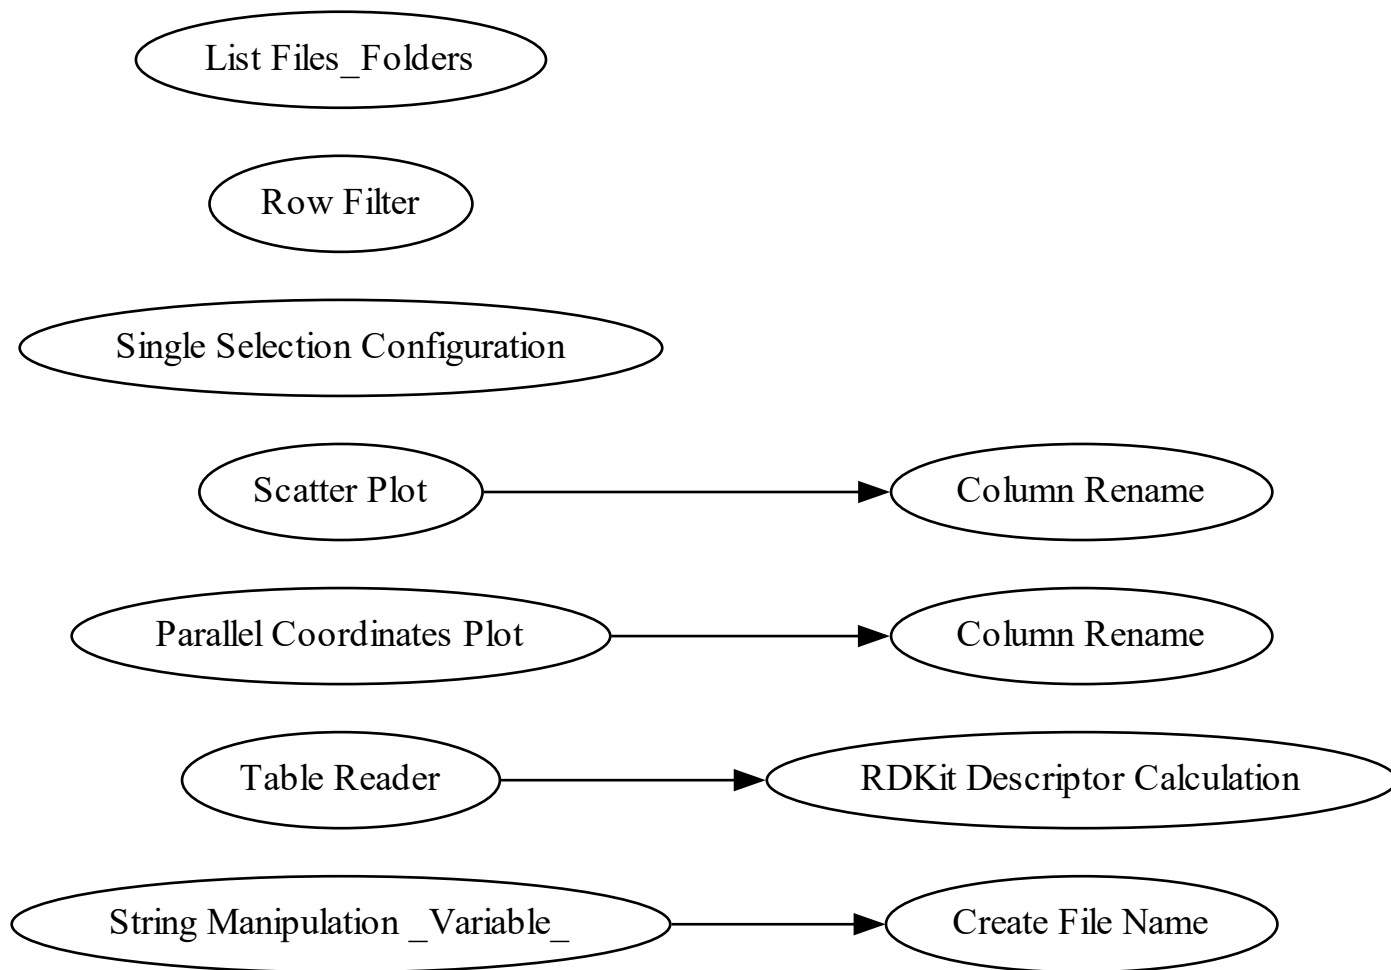 List Files_Folders
Row Filter
Single Selection Configuration
Scatter Plot
Column Rename
Parallel Coordinates Plot
Column Rename
Table Reader
RDKit Descriptor Calculation
String Manipulation _Variable_
Create File Name